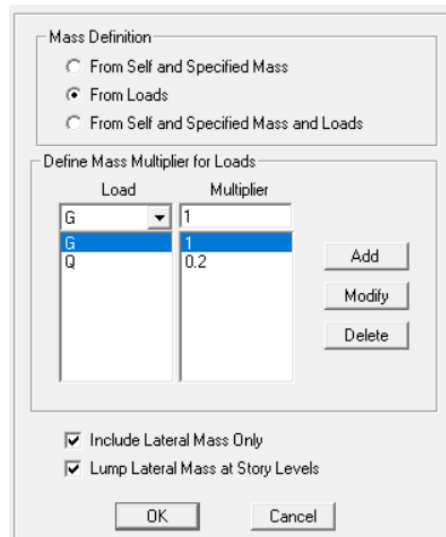 Mass Definition
From Self and Specified Mass
From Loads
From Self and Specified Mass and Loads
Define Mass Multiplier for Loads
Load Multiplier
G 1
G 1
Q 0.2
Add
Modify
Delete
Include Lateral Mass Only
Lump Lateral Mass at Story Levels
OK Cancel